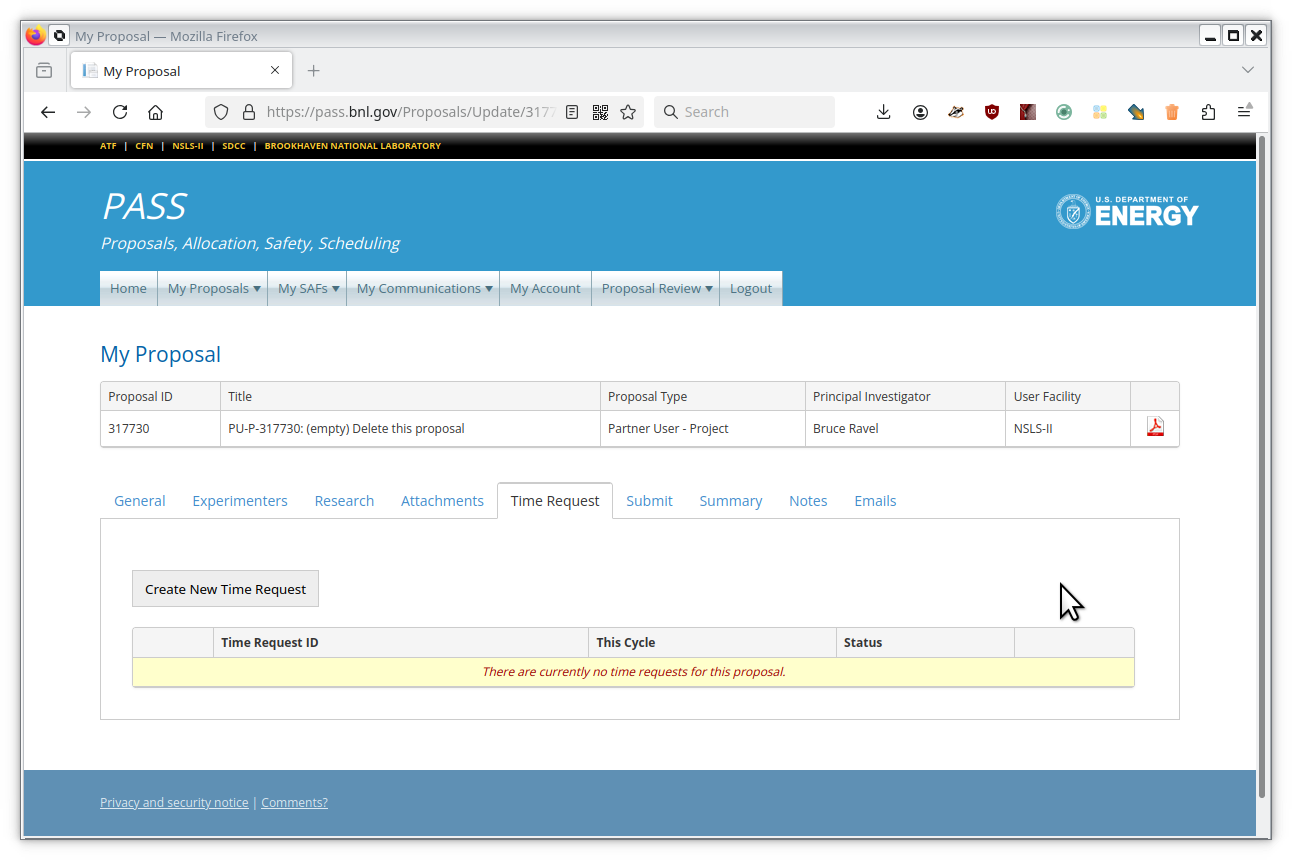 My Proposal — Mozilla Firefox
My Proposal
https://pass.bnl.gov/Proposals/Update/3177
Search
ATF | CFN | NSLS-II | SDCC | BROOKHAVEN NATIONAL LABORATORY
PASS
Proposals, Allocation, Safety, Scheduling
U.S. DEPARTMENT OF
ENERGY
Home My Proposals ▼ My SAFs ▼ My Communications ▼ My Account Proposal Review ▼ Logout
My Proposal
Proposal ID Title Proposal Type Principal Investigator User Facility
317730 PU-P-317730: (empty) Delete this proposal Partner User - Project Bruce Ravel NSLS-II
General Experimenters Research Attachments Time Request Submit Summary Notes Emails
Create New Time Request
Time Request ID This Cycle Status
There are currently no time requests for this proposal.
Privacy and security notice | Comments?